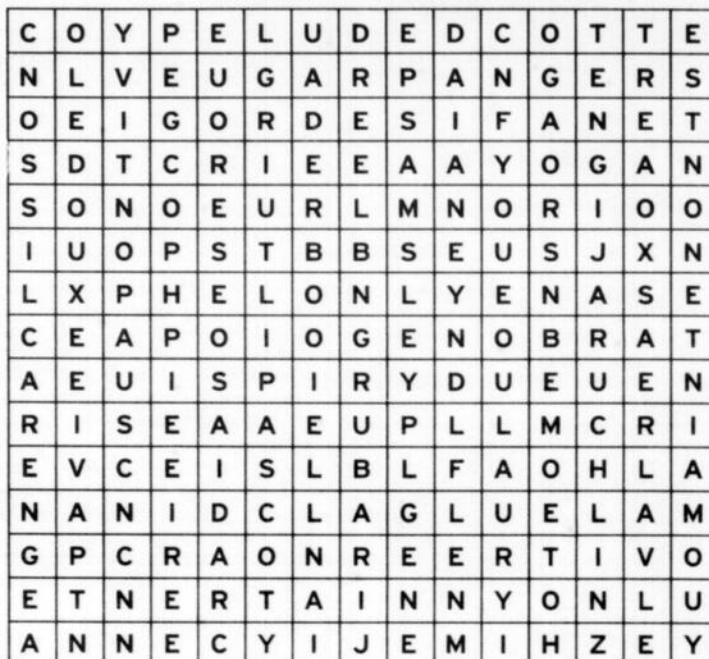 C O Y P E L U D E D C O T T E
N L V E U G A R P A N G E R S
O E I G O R D E S I F A N E T
S D T C R I E E A A Y O G A N
S O N O E U R L M N O R I O O
I U O P S T B B S E U S J X N
L X P H E L O N L Y E N A S E
C E A P O I O G E N O B R A T
A E U I S P I R Y D U E U E N
R I S E A A E U P L L M C R I
E V C E I S L B L F A O H L A
N A N I D C L A G L U E L A M
G P C R A O N R E E R T I V O
E T N E R T A I N N Y O N L U
A N N E C Y I J E M I H Z E Y